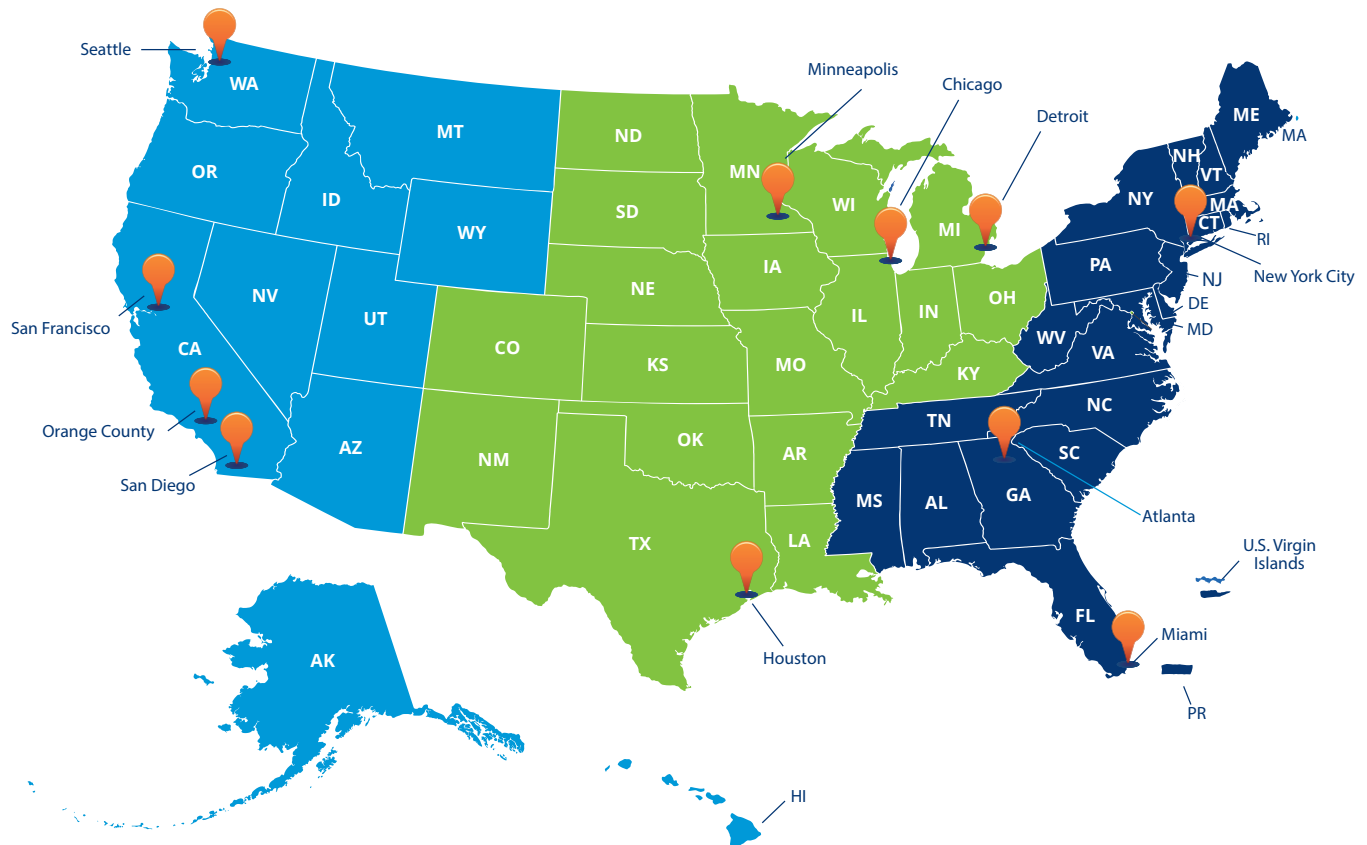 Seattle
WA
Minneapolis
Chicago
Detroit
MT
ND
ME
MA
OR
ID
MN
NH
VT
SD
WI
NY
MA
WY
MI
CT
RI
NV
IA
PA
New York City
NJ
NE
OH
DE
UT
IL
IN
MD
San Francisco
CA
CO
WV
VA
KS
MO
KY
NC
TN
Orange County
AZ
OK
NM
AR
SC
San Diego
MS
AL
GA
Atlanta
TX
LA
U.S. Virgin
Islands
FL
Miami
Houston
AK
PR
HI